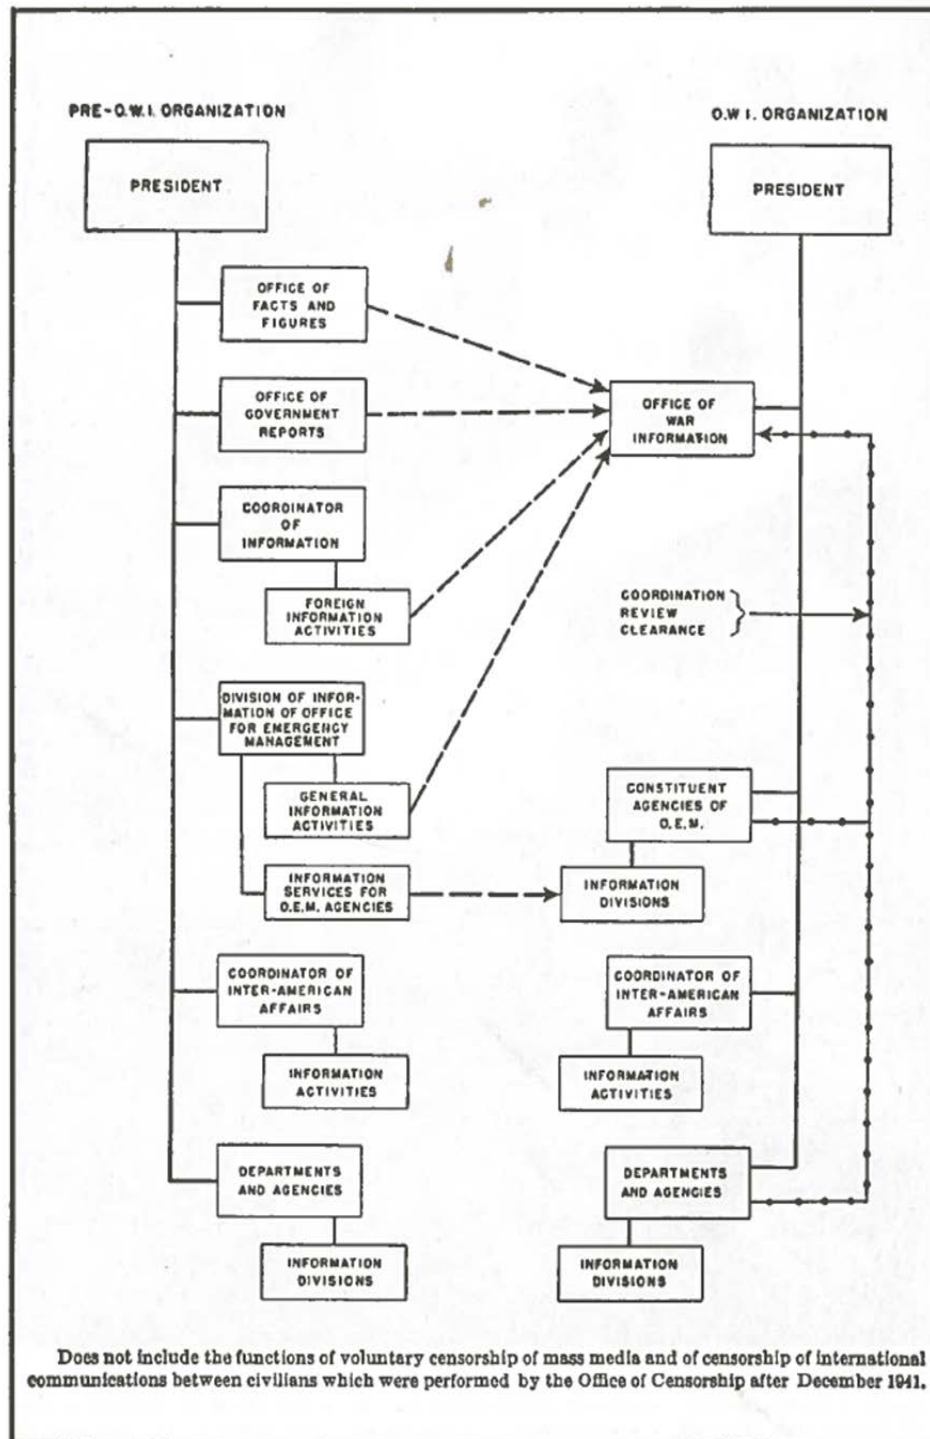 PRE-O.W.I. ORGANIZATION
PRESIDENT
OFFICE OF
FACTS AND
FIGURES
OFFICE OF
GOVERNMENT
REPORTS
COORDINATOR
OF
INFORMATION
FOREIGN
INFORMATION
ACTIVITIES
DIVISION OF INFOR-
MATION OF OFFICE
FOR EMERGENCY
MANAGEMENT
GENERAL
INFORMATION
ACTIVITIES
INFORMATION
SERVICES FOR
O.E.M. AGENCIES
COORDINATOR OF
INTER-AMERICAN
AFFAIRS
INFORMATION
ACTIVITIES
DEPARTMENTS
AND AGENCIES
INFORMATION
DIVISIONS
O.W.I. ORGANIZATION
PRESIDENT
OFFICE OF
WAR
INFORMATION
COORDINATION
REVIEW
CLEARANCE
CONSTITUENT
AGENCIES OF
O.E.M.
INFORMATION
DIVISIONS
COORDINATOR OF
INTER-AMERICAN
AFFAIRS
INFORMATION
ACTIVITIES
DEPARTMENTS
AND AGENCIES
INFORMATION
DIVISIONS
Does not include the functions of voluntary censorship of mass media and of censorship of international
communications between civilians which were performed by the Office of Censorship after December 1941.